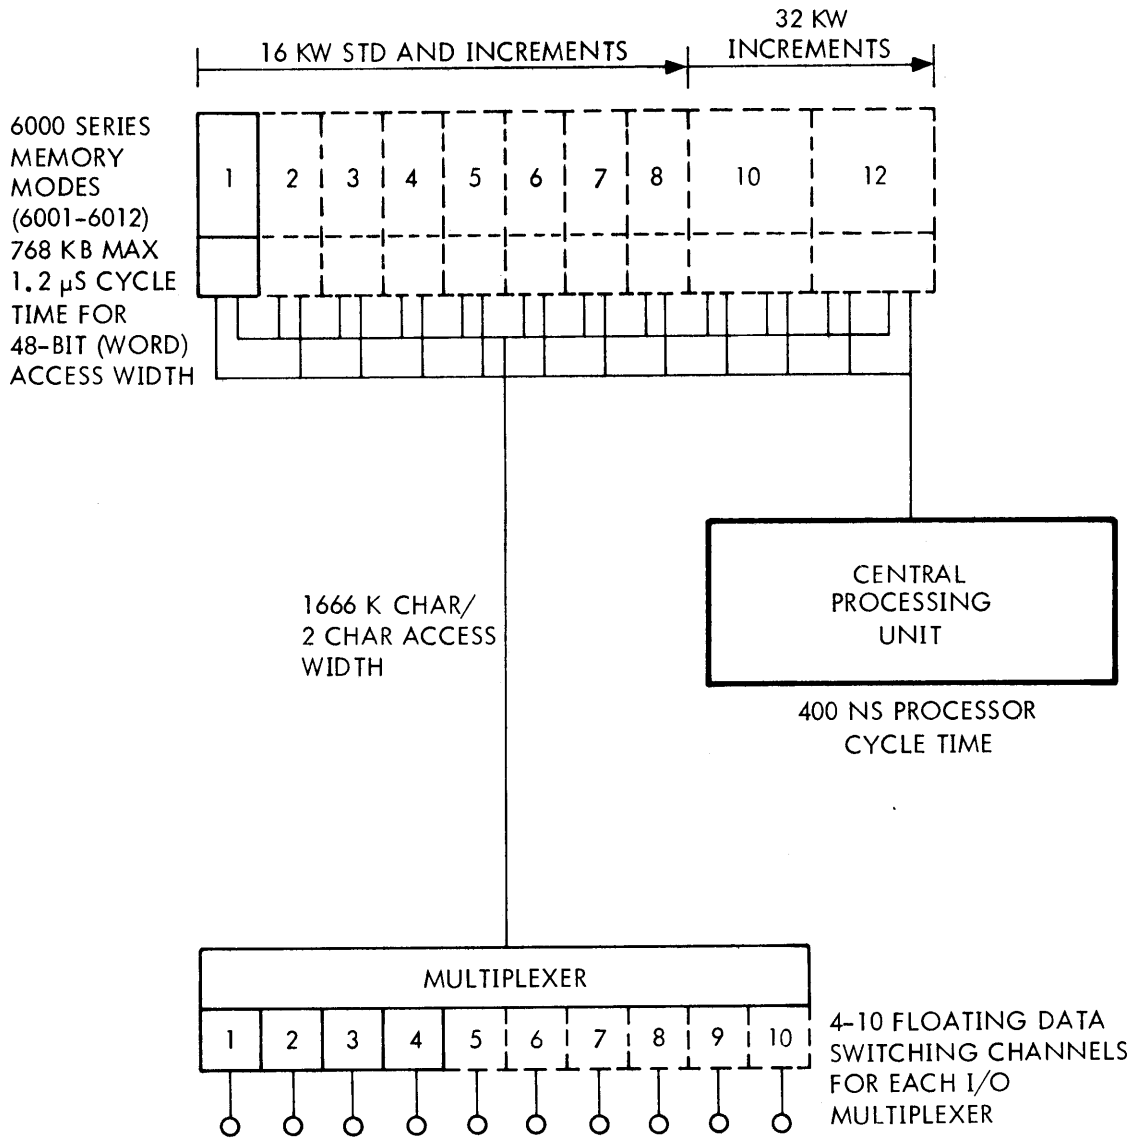 16 KW STD AND INCREMENTS
32 KW
INCREMENTS
6000 SERIES
MEMORY
MODES
(6001-6012)
768 KB MAX
1.2 µS CYCLE
TIME FOR
48-BIT (WORD)
ACCESS WIDTH
1 2 3 4 5 6 7 8 10 12
CENTRAL
PROCESSING
UNIT
400 NS PROCESSOR
CYCLE TIME
1666 K CHAR/
2 CHAR ACCESS
WIDTH
MULTIPLEXER
1 2 3 4 5 6 7 8 9 10
4-10 FLOATING DATA
SWITCHING CHANNELS
FOR EACH I/O
MULTIPLEXER